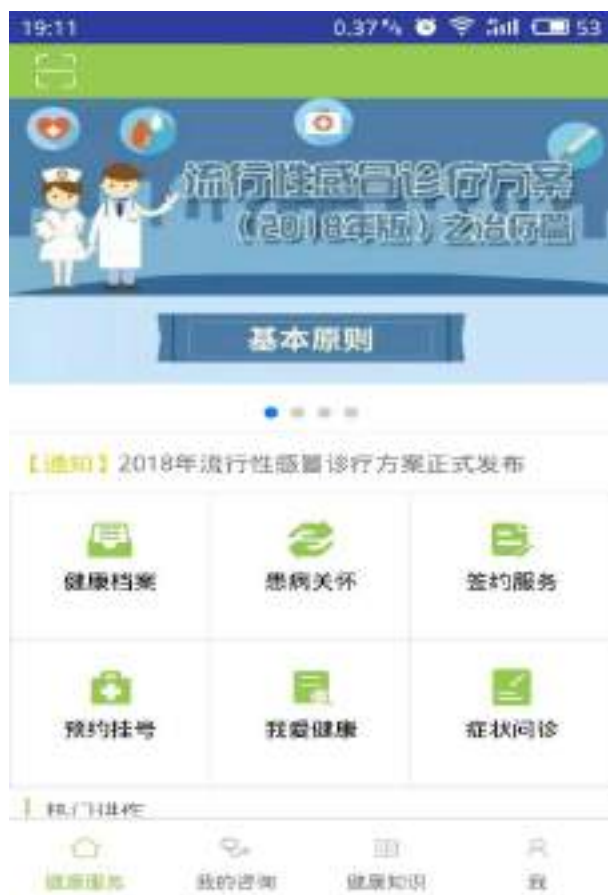 19:11 0.37 53
流行性感冒诊疗方案
（2018年版）之治疗篇
基本原则
【通知】2018年流行性感冒诊疗方案正式发布
健康档案 患病关怀 签约服务
预约挂号 我爱健康 症状问诊
健康服务 我的咨询 健康知识 我